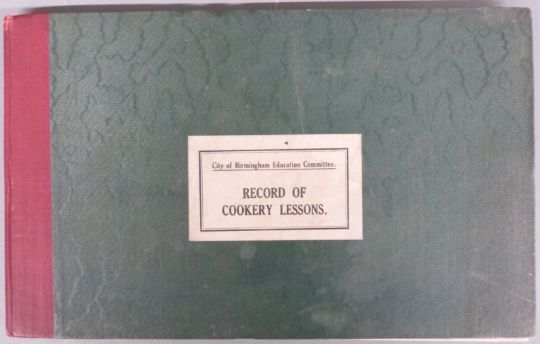 City of Birmingham Education Committee.
RECORD OF
COOKERY LESSONS.